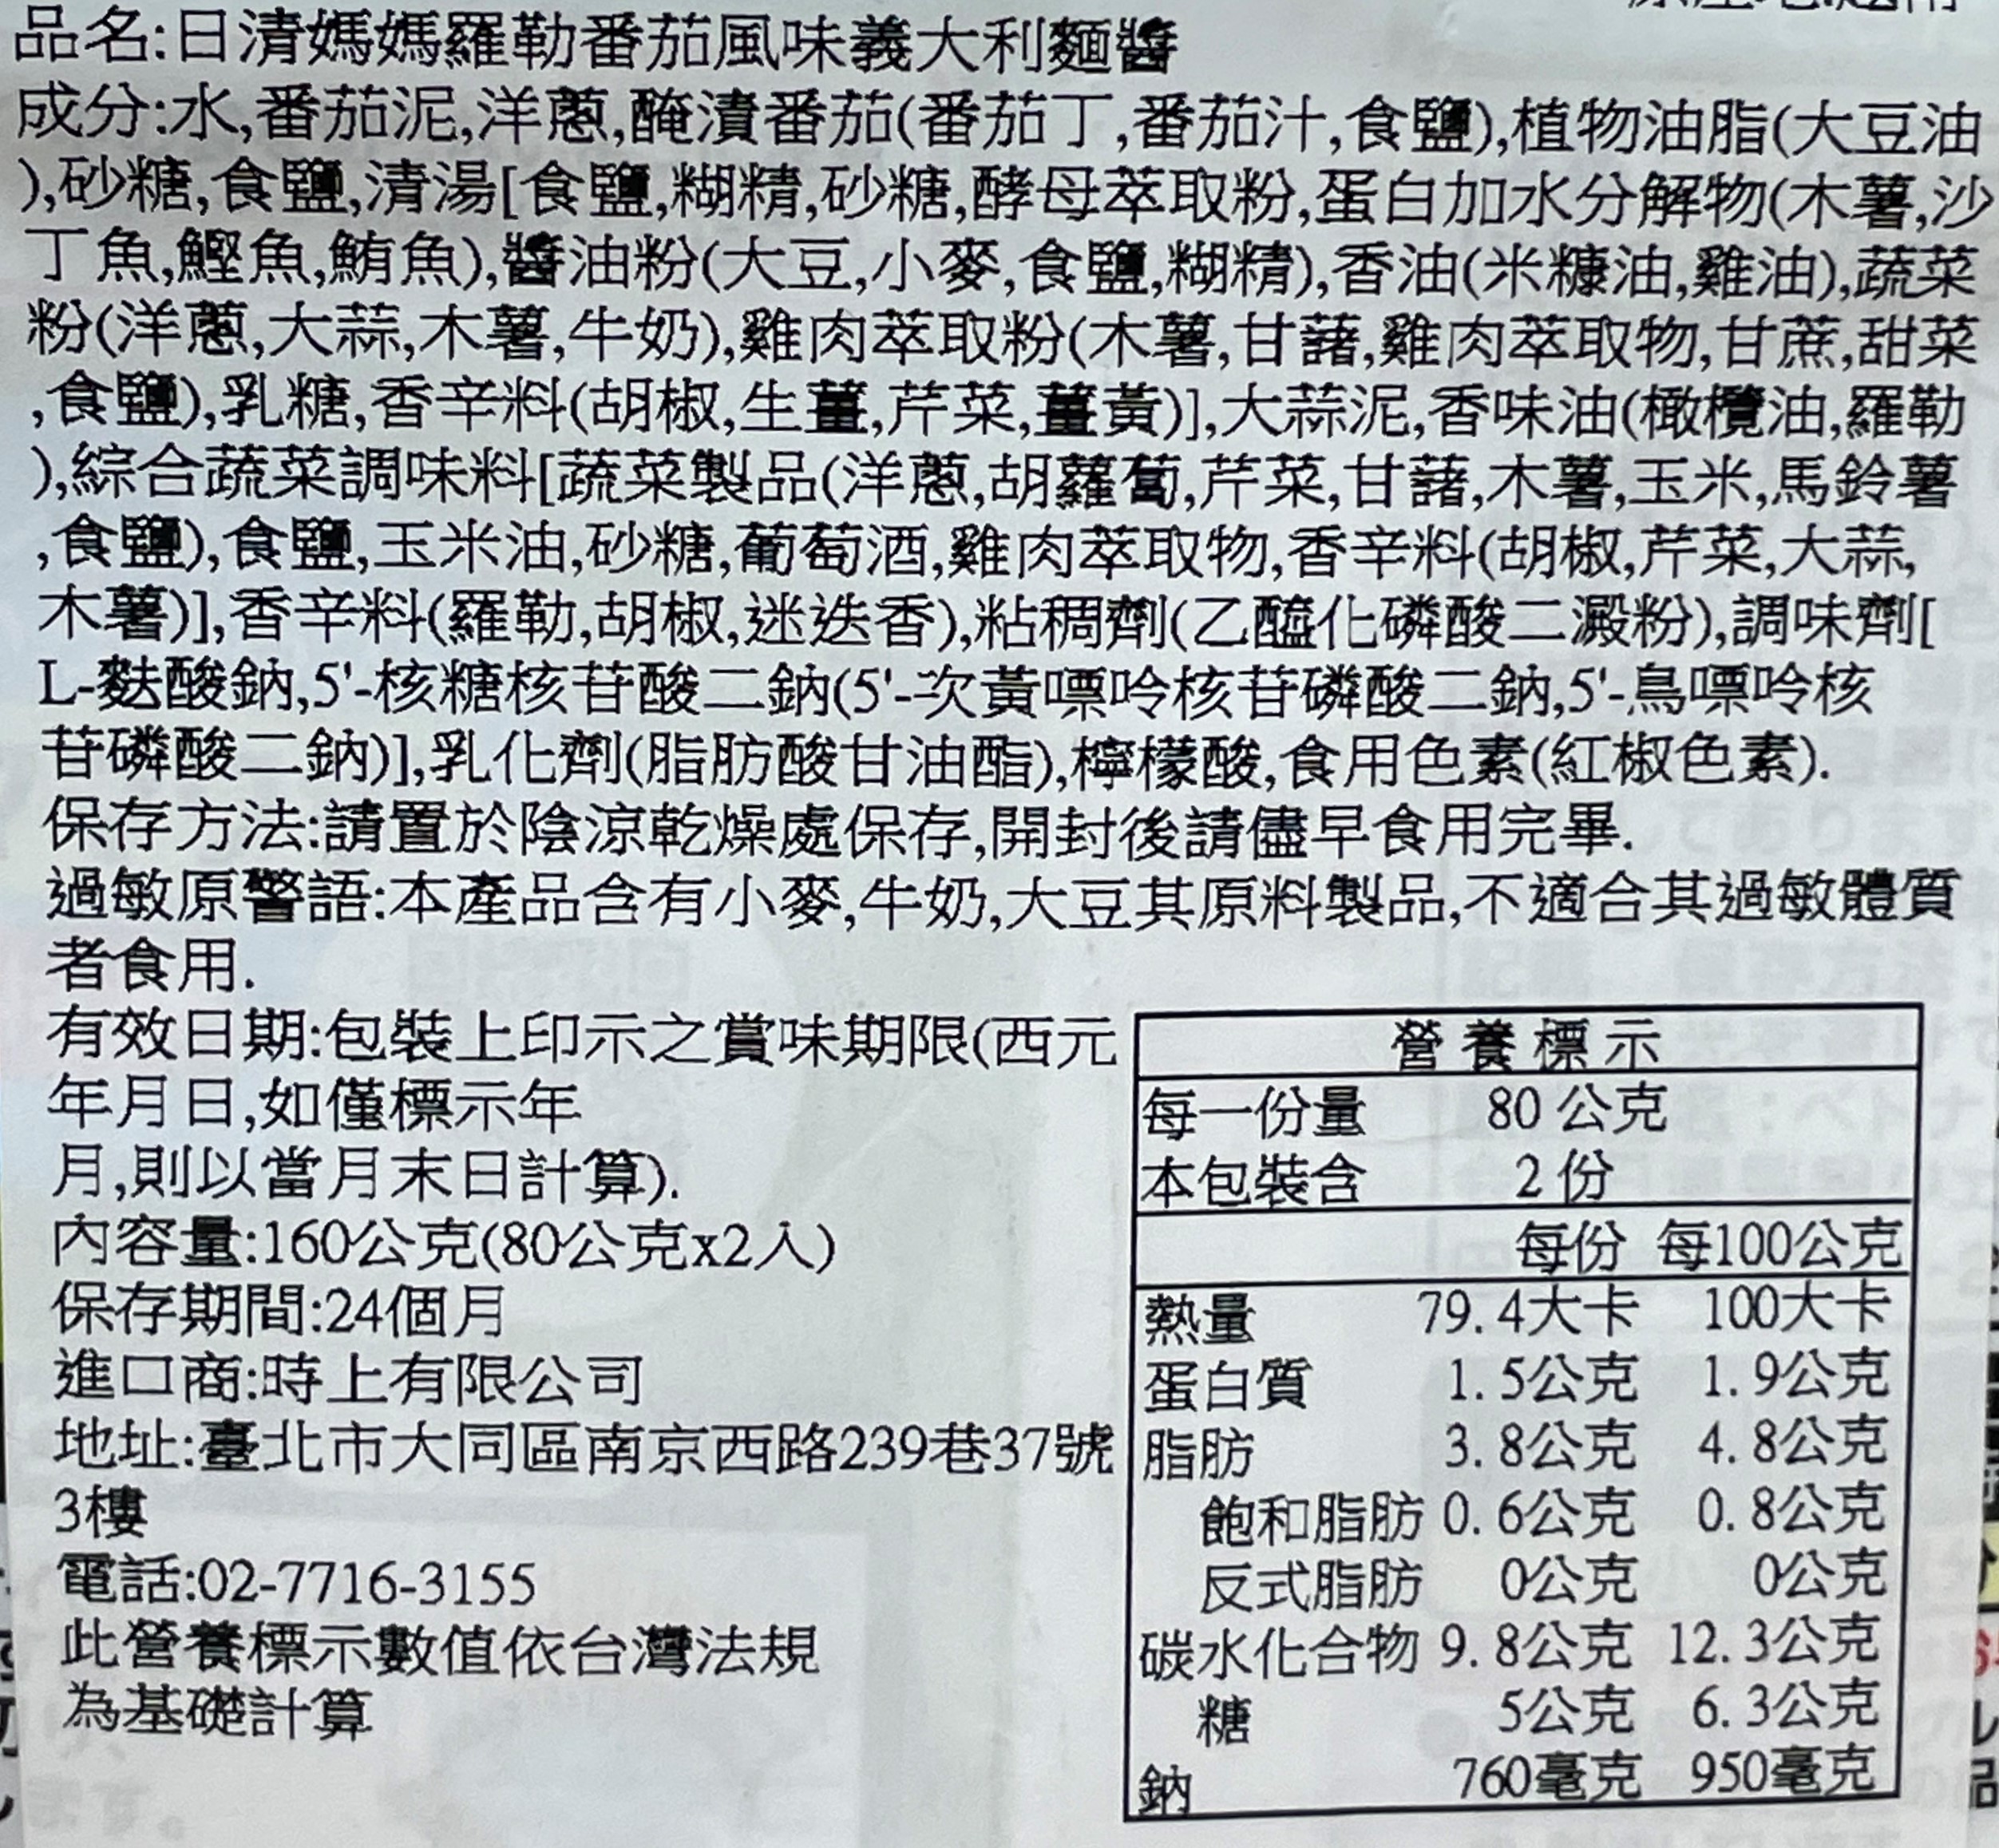 品名:日清媽媽羅勒番茄風味義大利麵醬
成分:水,番茄泥,洋蔥,醃漬番茄(番茄丁,番茄汁,食鹽),植物油脂(大豆油
),砂糖,食鹽,清湯[食鹽,糊精,砂糖,酵母萃取粉,蛋白加水分解物(木薯,沙
丁魚,鰹魚,鮪魚),醬油粉(大豆,小麥,食鹽,糊精),香油(米糠油,雞油),蔬菜
粉(洋蔥,大蒜,木薯,牛奶),雞肉萃取粉(木薯,甘藷,雞肉萃取物,甘蔗,甜菜
,食鹽),乳糖,香辛料(胡椒,生薑,芹菜,薑黃)],大蒜泥,香味油(橄欖油,羅勒
),綜合蔬菜調味料[蔬菜製品(洋蔥,胡蘿蔔,芹菜,甘藷,木薯,玉米,馬鈴薯
,食鹽),食鹽,玉米油,砂糖,葡萄酒,雞肉萃取物,香辛料(胡椒,芹菜,大蒜,
木薯)],香辛料(羅勒,胡椒,迷迭香),粘稠劑(乙醯化磷酸二澱粉),調味劑[
L-麩酸鈉,5'-核糖核苷酸二鈉(5'-次黃嘌呤核苷磷酸二鈉,5'-鳥嘌呤核
苷磷酸二鈉)],乳化劑(脂肪酸甘油酯),檸檬酸,食用色素(紅椒色素).
保存方法:請置於陰涼乾燥處保存,開封後請儘早食用完畢.
過敏原警語:本產品含有小麥,牛奶,大豆其原料製品,不適合其過敏體質
者食用.
有效日期:包裝上印示之賞味期限(西元
年月日,如僅標示年
月,則以當月末日計算).
內容量:160公克(80公克x2入)
保存期間:24個月
進口商:時上有限公司
地址:臺北市大同區南京西路239巷37號
3樓
電話:02-7716-3155
此營養標示數值依台灣法規
為基礎計算
營養標示
每一份量 80 公克
本包裝含 2 份
每份 每100公克
熱量 79.4大卡 100大卡
蛋白質 1.5公克 1.9公克
脂肪 3.8公克 4.8公克
飽和脂肪 0.6公克 0.8公克
反式脂肪 0公克 0公克
碳水化合物 9.8公克 12.3公克
糖 5公克 6.3公克
鈉 760毫克 950毫克